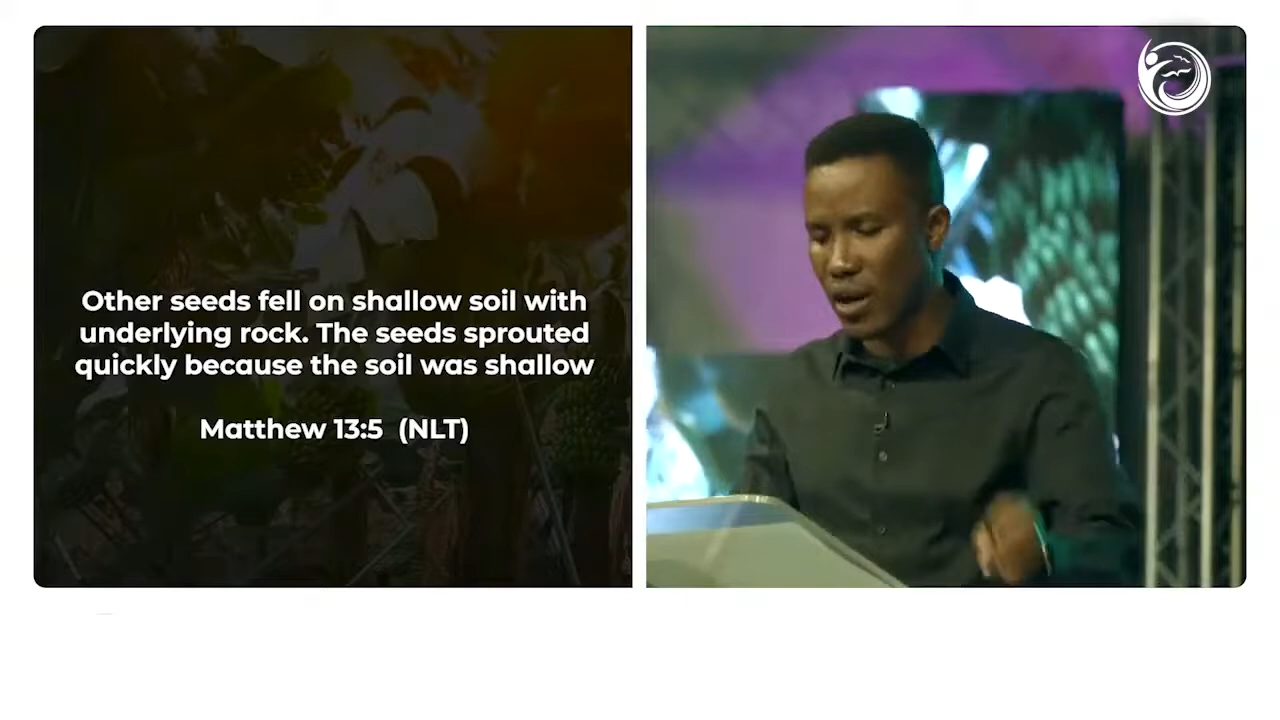 Other seeds fell on shallow soil with
underlying rock. The seeds sprouted
quickly because the soil was shallow
Matthew 13:5 (NLT)